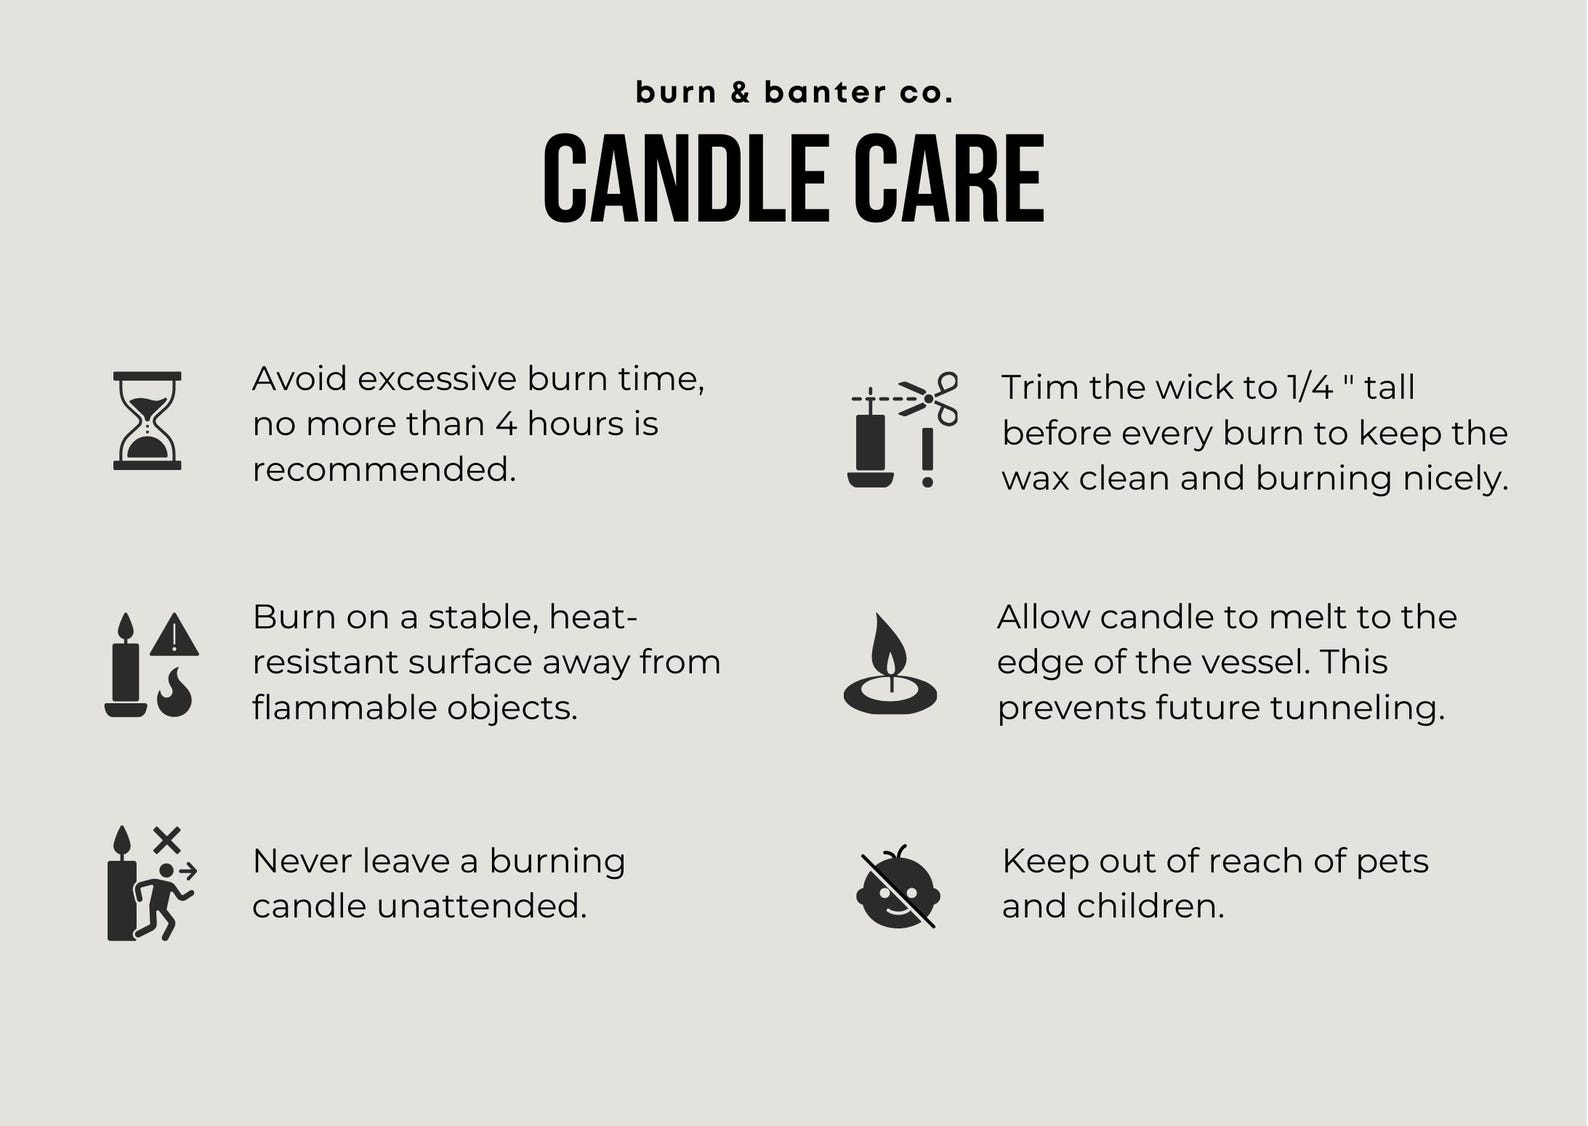 burn & banter co.
CANDLE CARE
Avoid excessive burn time,
no more than 4 hours is
recommended.
Trim the wick to 1/4 " tall
before every burn to keep the
wax clean and burning nicely.
Burn on a stable, heat-
resistant surface away from
flammable objects.
Allow candle to melt to the
edge of the vessel. This
prevents future tunneling.
Never leave a burning
candle unattended.
Keep out of reach of pets
and children.